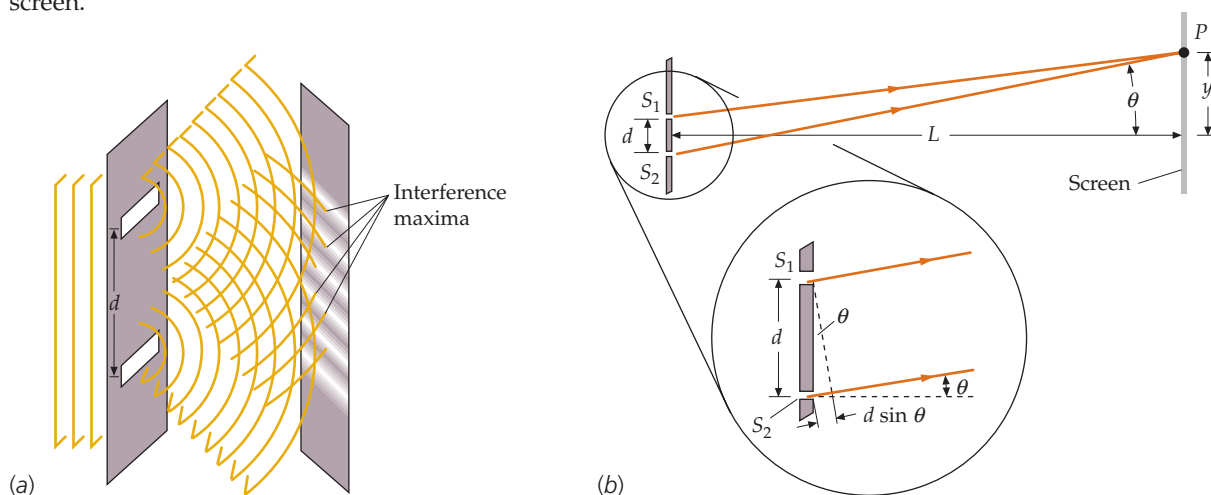 screen.
d
Interference
maxima
(a)
P
S₁
θ
y
d
L
S₂
Screen
S₁
θ
d
θ
S₂
d sin θ
(b)